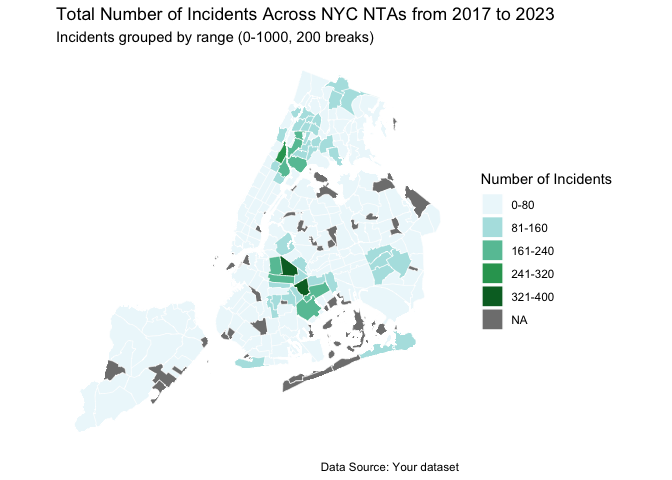 Total Number of Incidents Across NYC NTAs from 2017 to 2023
Incidents grouped by range (0-1000, 200 breaks)
Number of Incidents
0-80
81-160
161-240
241-320
321-400
NA
Data Source: Your dataset